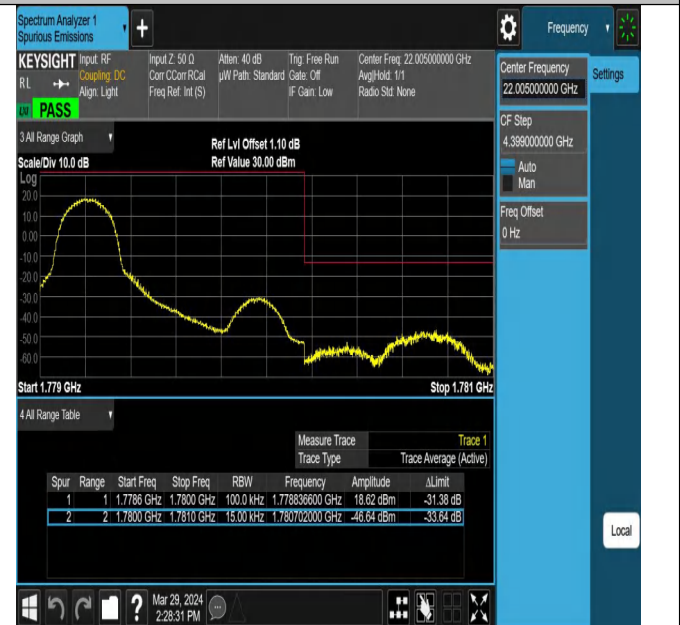 Spectrum Analyzer 1
Spurious Emissions
+
Frequency
KEYSIGHT
RL
PASS
Input: RF
Coupling: DC
Align: Light
Input Z: 50 Ω
Corr CCorr RCal
Freq Ref: Int (S)
Atten: 40 dB
µW Path: Standard
Trig: Free Run
Gate: Off
IF Gain: Low
Center Freq: 22.005000000 GHz
Avg|Hold: 1/1
Radio Std: None
Center Frequency
22.005000000 GHz
Settings
CF Step
4.399000000 GHz
Auto
Man
Freq Offset
0 Hz
3 All Range Graph
Scale/Div 10.0 dB
Ref Lvl Offset 1.10 dB
Ref Value 30.00 dBm
Log
20.0
10.0
0.00
-10.0
-20.0
-30.0
-40.0
-50.0
-60.0
Start 1.779 GHz
Stop 1.781 GHz
4 All Range Table
Measure Trace Trace 1
Trace Type Trace Average (Active)
Spur Range Start Freq Stop Freq RBW Frequency Amplitude ΔLimit
1 1 1.7786 GHz 1.7800 GHz 100.0 kHz 1.778836600 GHz 18.62 dBm -31.38 dB
2 2 1.7800 GHz 1.7810 GHz 15.00 kHz 1.780702000 GHz -46.64 dBm -33.64 dB
Local
?
Mar 29, 2024
2:28:31 PM